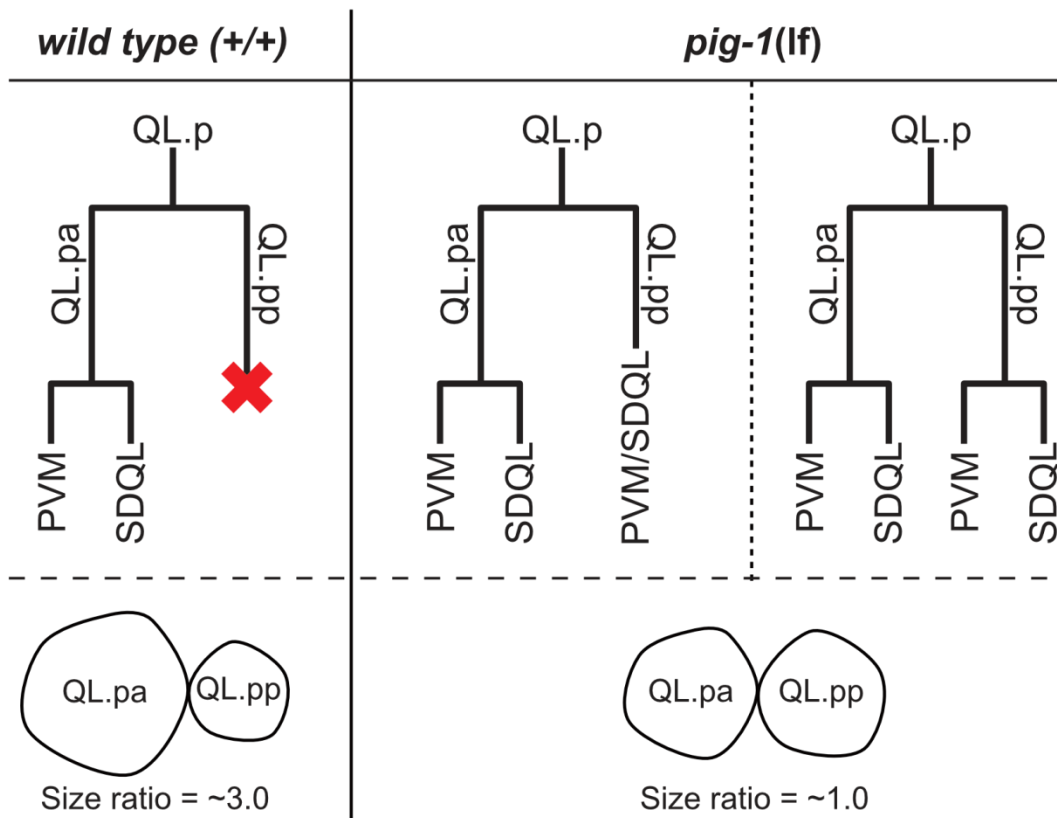 wild type (+/+)
pig-1(lf)
QL.p
QL.pa
QL.pp
PVM
SDQL
QL.p
QL.pa
QL.pp
PVM
SDQL
PVM/SDQL
QL.p
QL.pa
QL.pp
PVM
SDQL
PVM
SDQL
QL.pa
QL.pp
Size ratio = ~3.0
QL.pa
QL.pp
Size ratio = ~1.0